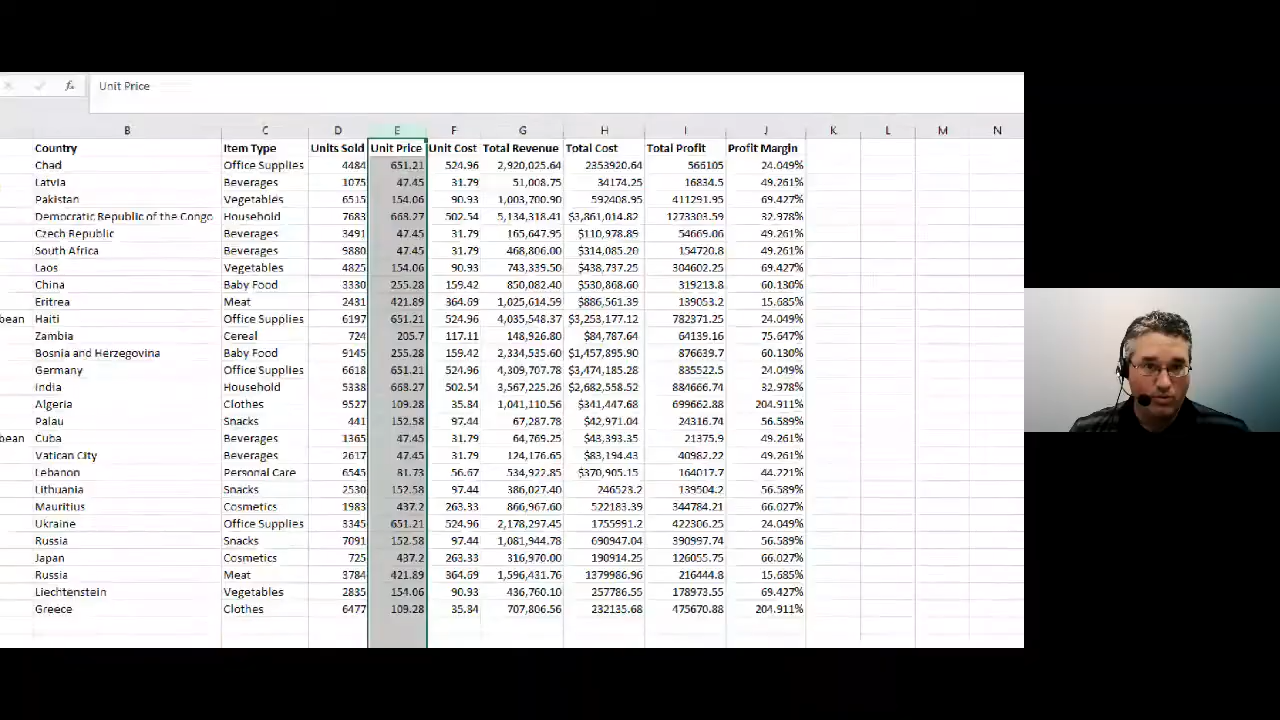 fx Unit Price
B C D E F G H I J K L M N
Country Item Type Units Sold Unit Price Unit Cost Total Revenue Total Cost Total Profit Profit Margin
Chad Office Supplies 4484 651.21 524.96 2,920,025.64 2353920.64 566105 24.049%
Latvia Beverages 1075 47.45 31.79 51,008.75 34174.25 16834.5 49.261%
Pakistan Vegetables 6515 154.06 90.93 1,003,700.90 592408.95 411291.95 69.427%
Democratic Republic of the Congo Household 7683 668.27 502.54 5,134,318.41 $3,861,014.82 1273303.59 32.978%
Czech Republic Beverages 3491 47.45 31.79 165,647.95 $110,978.89 54669.06 49.261%
South Africa Beverages 9880 47.45 31.79 468,806.00 $314,085.20 154720.8 49.261%
Laos Vegetables 4825 154.06 90.93 743,339.50 $438,737.25 304602.25 69.427%
China Baby Food 3330 255.28 159.42 850,082.40 $530,868.60 319213.8 60.130%
Eritrea Meat 2431 421.89 364.69 1,025,614.59 $886,561.39 139053.2 15.685%
bean Haiti Office Supplies 6197 651.21 524.96 4,035,548.37 $3,253,177.12 782371.25 24.049%
Zambia Cereal 724 205.7 117.11 148,926.80 $84,787.64 64139.16 75.647%
Bosnia and Herzegovina Baby Food 9145 255.28 159.42 2,334,535.60 $1,457,895.90 876639.7 60.130%
Germany Office Supplies 6618 651.21 524.96 4,309,707.78 $3,474,185.28 835522.5 24.049%
India Household 5338 668.27 502.54 3,567,225.26 $2,682,558.52 884666.74 32.978%
Algeria Clothes 9527 109.28 35.84 1,041,110.56 $341,447.68 699662.88 204.911%
Palau Snacks 441 152.58 97.44 67,287.78 $42,971.04 24316.74 56.589%
bean Cuba Beverages 1365 47.45 31.79 64,769.25 $43,393.35 21375.9 49.261%
Vatican City Beverages 2617 47.45 31.79 124,176.65 $83,194.43 40982.22 49.261%
Lebanon Personal Care 6545 81.73 56.67 534,922.85 $370,905.15 164017.7 44.221%
Lithuania Snacks 2530 152.58 97.44 386,027.40 246523.2 139504.2 56.589%
Mauritius Cosmetics 1983 437.2 263.33 866,967.60 522183.39 344784.21 66.027%
Ukraine Office Supplies 3345 651.21 524.96 2,178,297.45 1755991.2 422306.25 24.049%
Russia Snacks 7091 152.58 97.44 1,081,944.78 690947.04 390997.74 56.589%
Japan Cosmetics 725 437.2 263.33 316,970.00 190914.25 126055.75 66.027%
Russia Meat 3784 421.89 364.69 1,596,431.76 1379986.96 216444.8 15.685%
Liechtenstein Vegetables 2835 154.06 90.93 436,760.10 257786.55 178973.55 69.427%
Greece Clothes 6477 109.28 35.84 707,806.56 232135.68 475670.88 204.911%